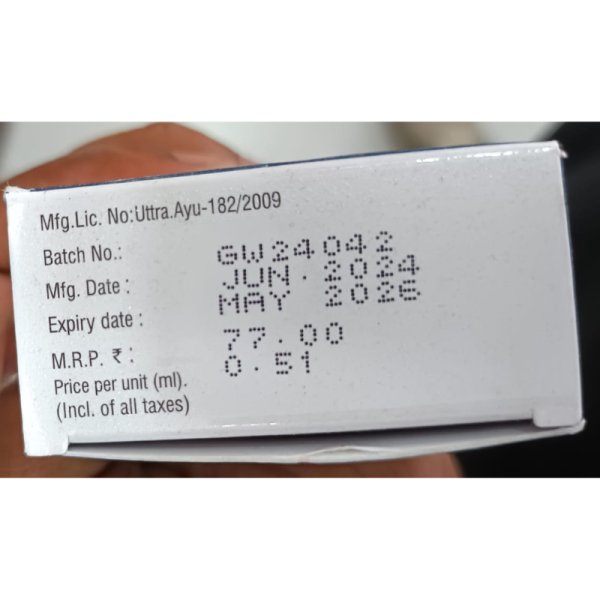 Mfg.Lic. No:Uttra.Ayu-182/2009
Batch No.: GW24042
Mfg. Date : JUN.2024
Expiry date : MAY 2026
M.R.P. ₹ : 77.00
Price per unit (ml). 0.51
(Incl. of all taxes)